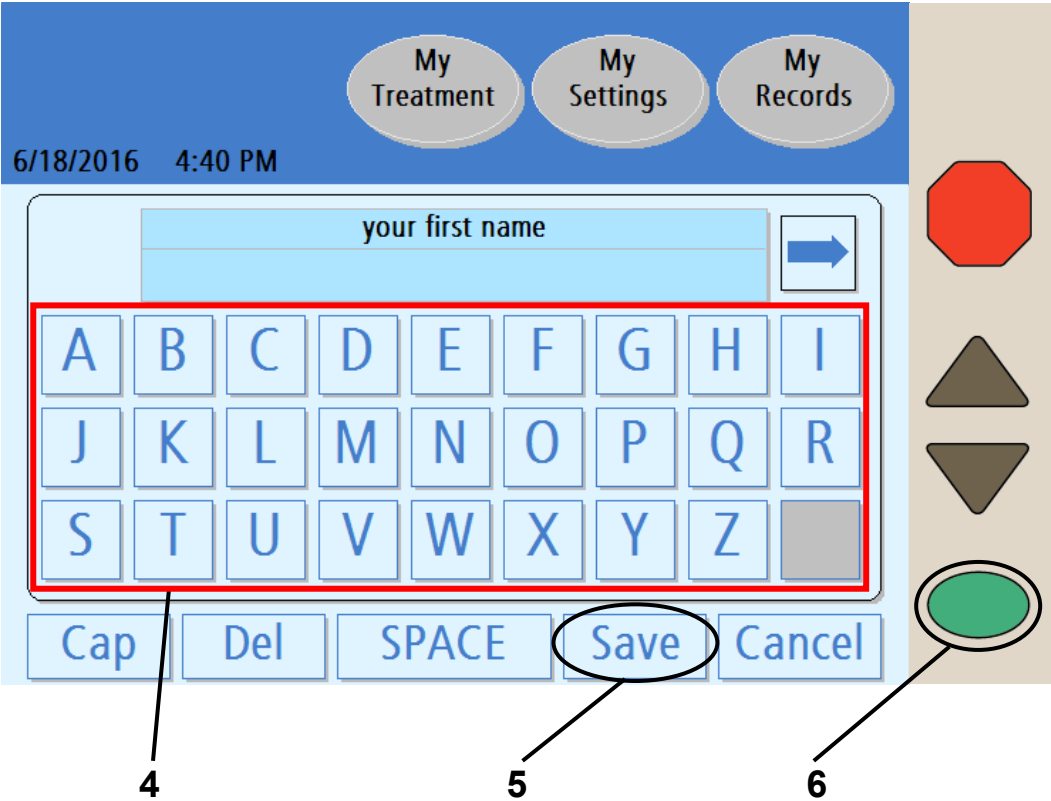 My Treatment
My Settings
My Records
6/18/2016 4:40 PM
your first name
A B C D E F G H I
J K L M N O P Q R
S T U V W X Y Z
Cap Del SPACE Save Cancel
4 5 6